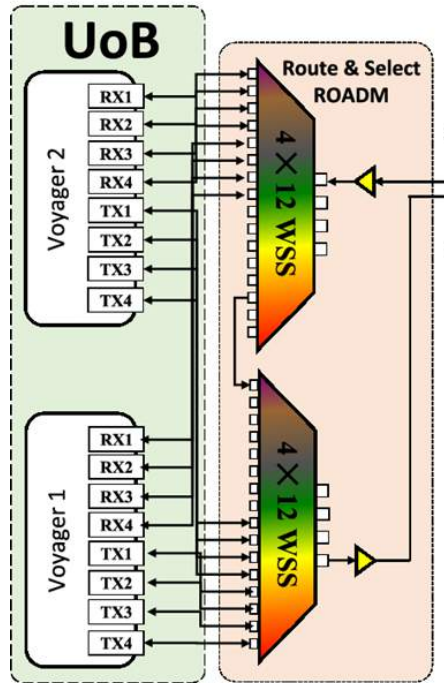 UoB
Route & Select
ROADM
Voyager 2
RX1
RX2
RX3
RX4
TX1
TX2
TX3
TX4
4×12 WSS
Voyager 1
RX1
RX2
RX3
RX4
TX1
TX2
TX3
TX4
4×12 WSS